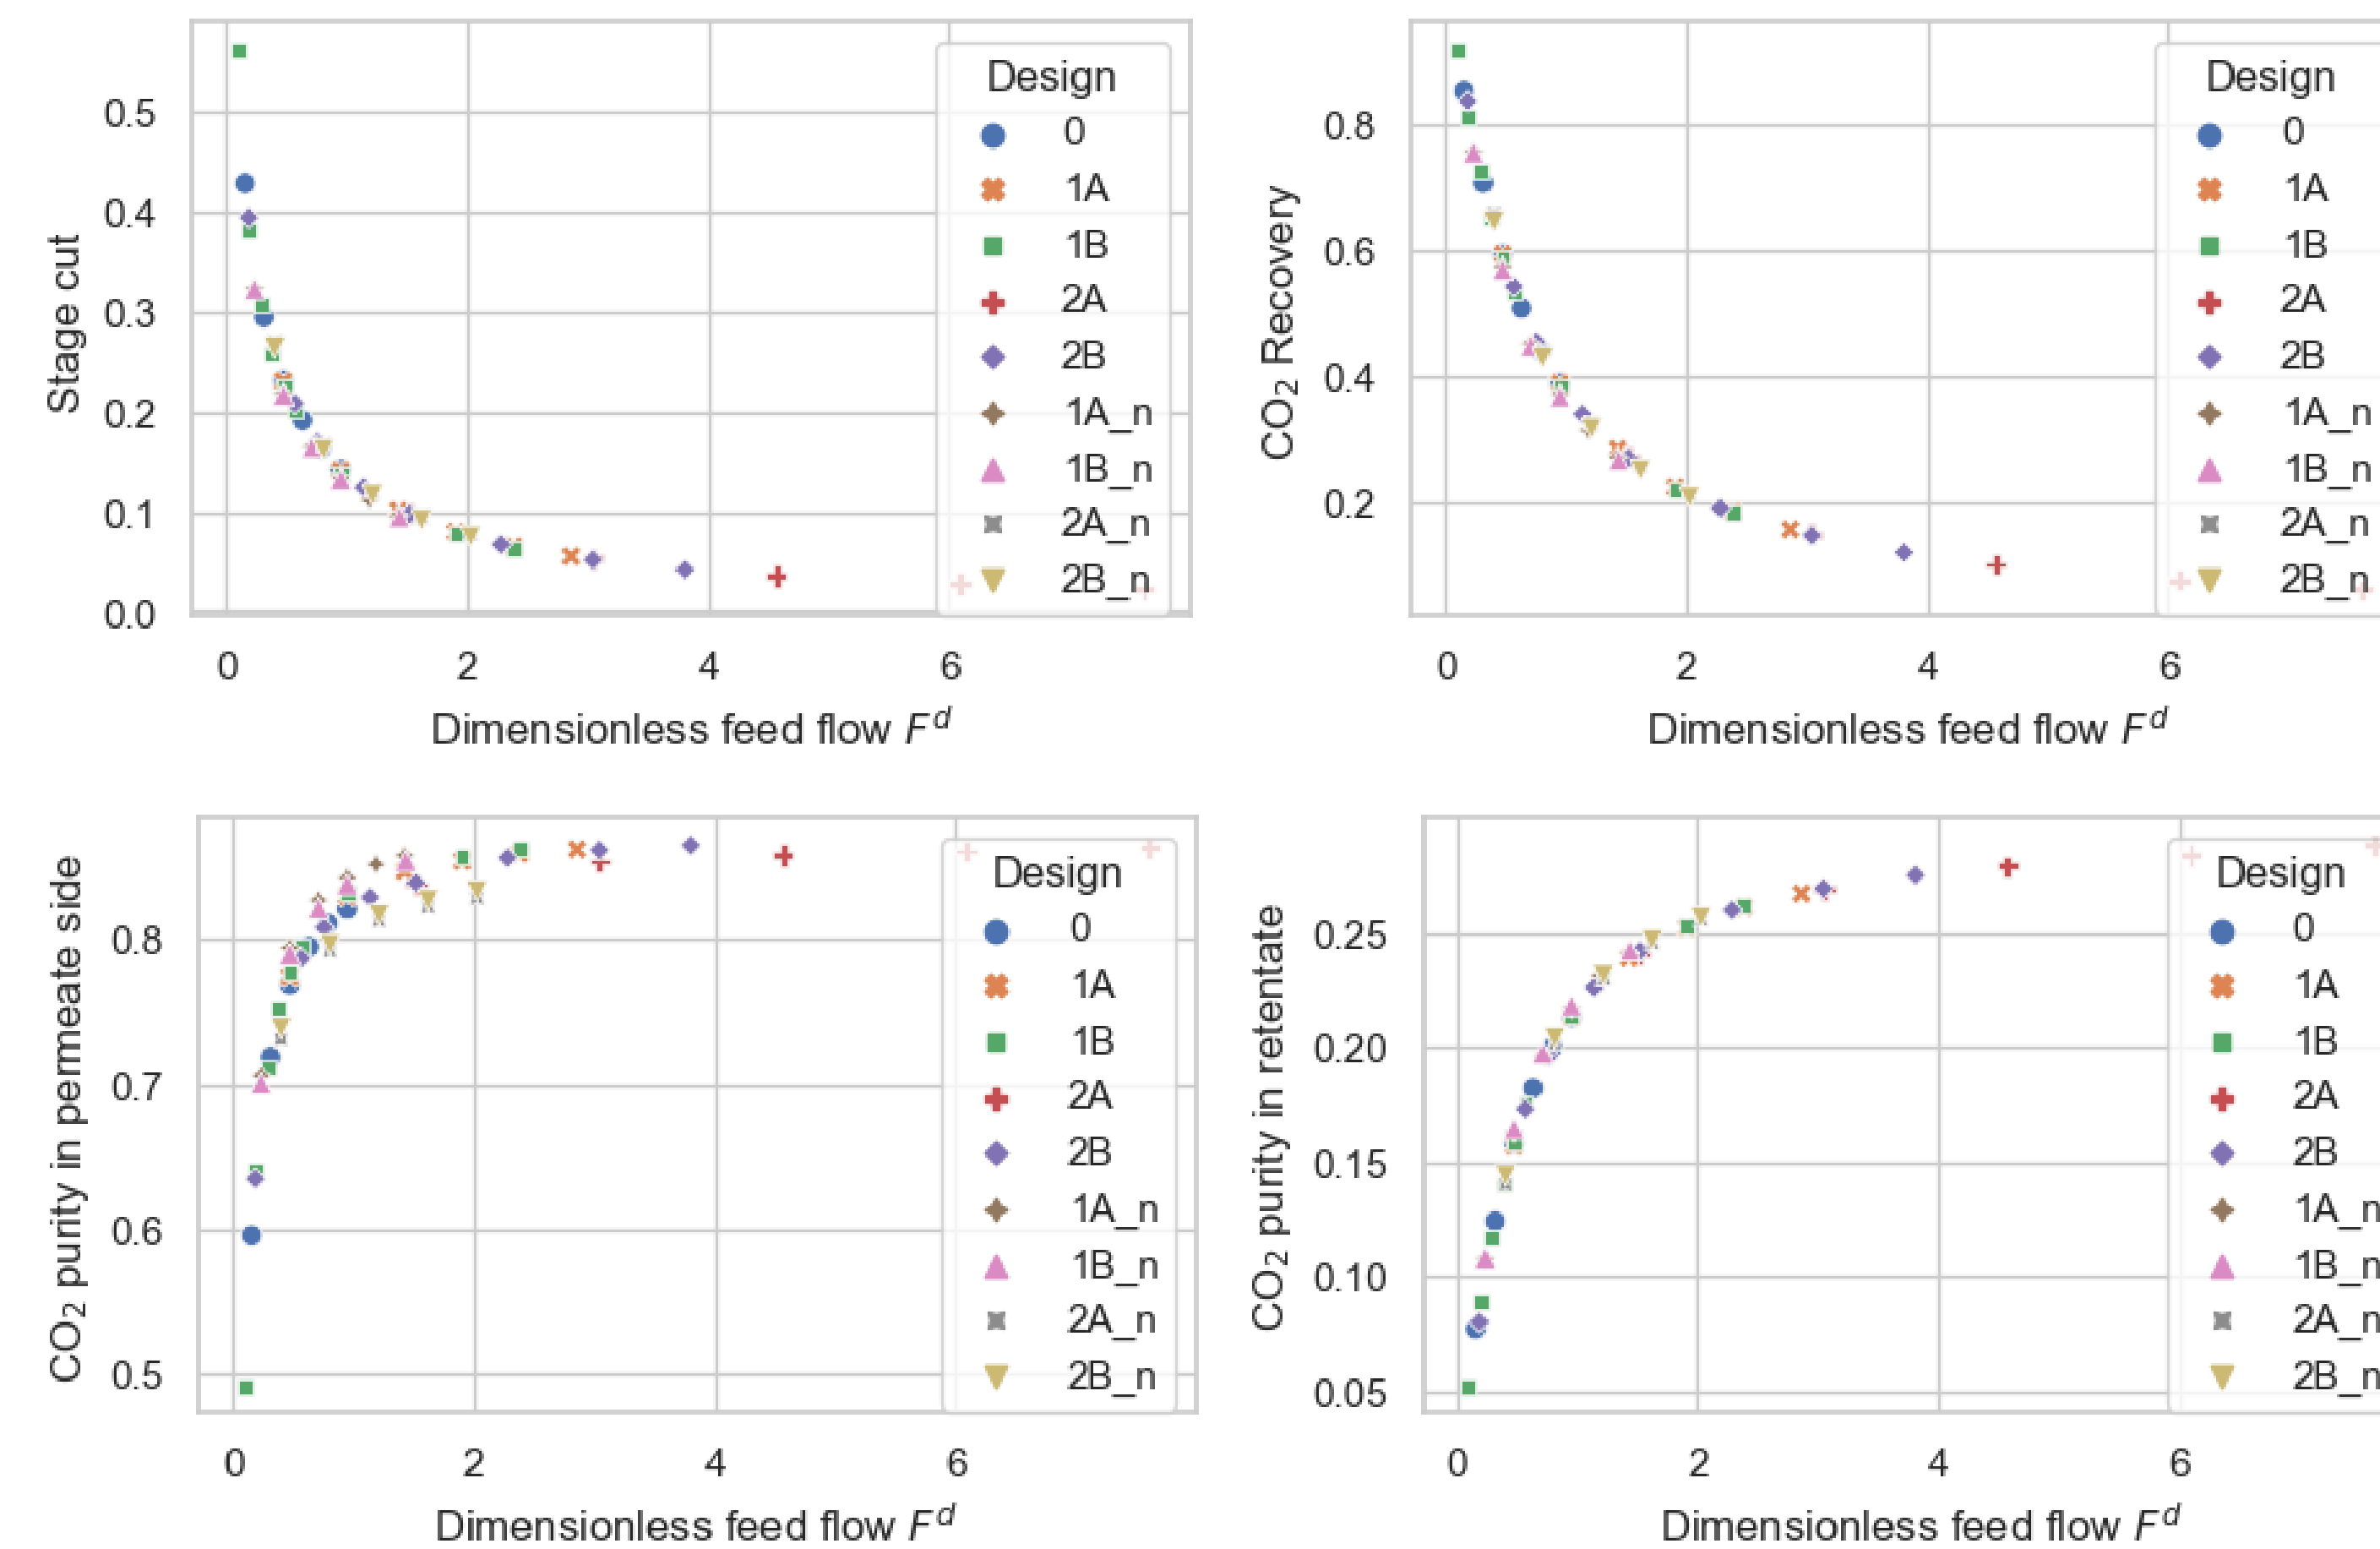 Stage cut
0.5
0.4
0.3
0.2
0.1
0.0
0 2 4 6
Dimensionless feed flow F^d
Design
0
1A
1B
2A
2B
1A_n
1B_n
2A_n
2B_n
CO₂ Recovery
0.8
0.6
0.4
0.2
0 2 4 6
Dimensionless feed flow F^d
Design
0
1A
1B
2A
2B
1A_n
1B_n
2A_n
2B_n
CO₂ purity in permeate side
0.8
0.7
0.6
0.5
0 2 4 6
Dimensionless feed flow F^d
Design
0
1A
1B
2A
2B
1A_n
1B_n
2A_n
2B_n
CO₂ purity in retentate
0.25
0.20
0.15
0.10
0.05
0 2 4 6
Dimensionless feed flow F^d
Design
0
1A
1B
2A
2B
1A_n
1B_n
2A_n
2B_n